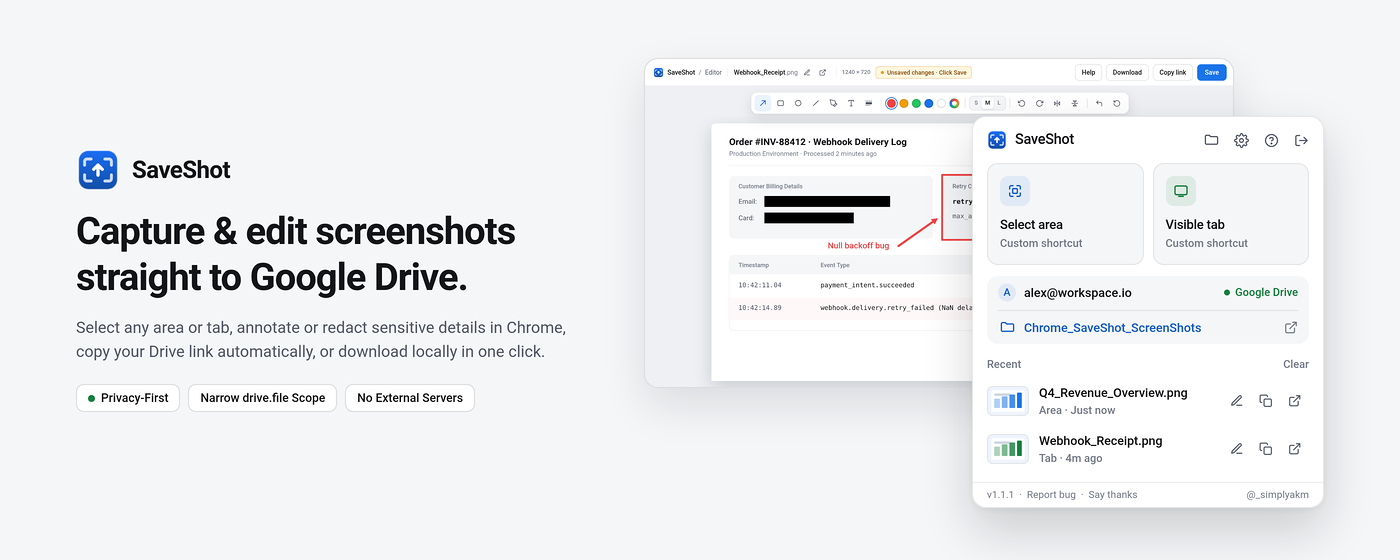 SaveShot
Capture & edit screenshots
straight to Google Drive.
Select any area or tab, annotate or redact sensitive details in Chrome,
copy your Drive link automatically, or download locally in one click.
Privacy-First
Narrow drive.file Scope
No External Servers
SaveShot / Editor
Webhook_Receipt.png
1240 × 720
Unsaved changes · Click Save
Help
Download
Copy link
Save
T
S M L
Order #INV-88412 · Webhook Delivery Log
Production Environment · Processed 2 minutes ago
Customer Billing Details
Email:
Card:
Retry C
retry
max_a
Null backoff bug
Timestamp Event Type
10:42:11.04 payment_intent.succeeded
10:42:14.89 webhook.delivery.retry_failed (NaN dela
SaveShot
Select area
Custom shortcut
Visible tab
Custom shortcut
A alex@workspace.io
Google Drive
Chrome_SaveShot_ScreenShots
Recent
Clear
Q4_Revenue_Overview.png
Area · Just now
Webhook_Receipt.png
Tab · 4m ago
v1.1.1 · Report bug · Say thanks
@_simplyakm